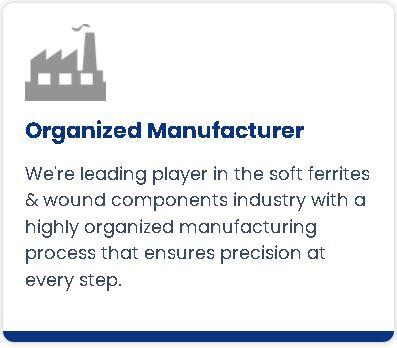 Organized Manufacturer
We're leading player in the soft ferrites
& wound components industry with a
highly organized manufacturing
process that ensures precision at
every step.